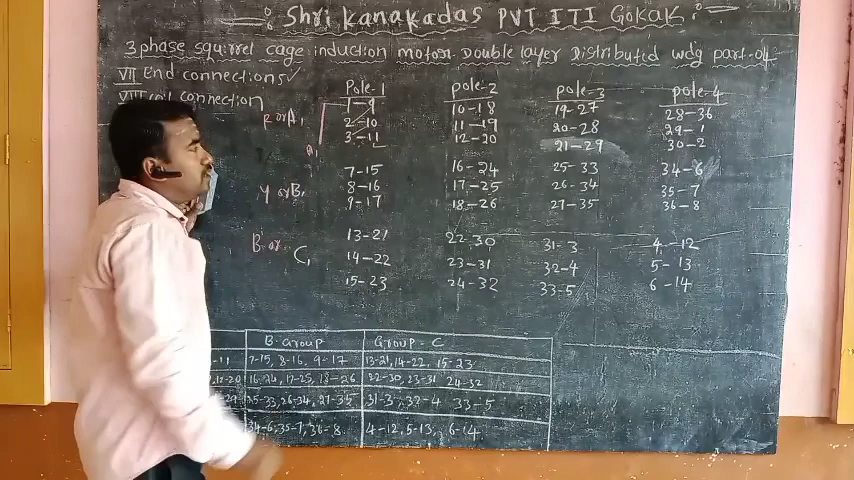 Shri Kanakadas PVT ITI Gokak
3 phase squirrel cage induction motor Double layer Distributed wdg part-04
VII End connections ✓
VIII coil connection
Pole-1 pole-2 pole-3 pole-4
R or A1 1-9 10-18 19-27 28-36
2-10 11-19 20-28 29-1
A1 3-11 12-20 21-29 30-2
7-15 16-24 25-33 34-6
Y or B1 8-16 17-25 26-34 35-7
9-17 18-26 27-35 36-8
B or C1 13-21 22-30 31-3 4-12
14-22 23-31 32-4 5-13
15-23 24-32 33-5 6-14
B-Group Group-C
-11 7-15, 8-16, 9-17 13-21, 14-22, 15-23
12-20 16-24, 17-25, 18-26 22-30, 23-31 24-32
-29 25-33, 26-34, 27-35 31-3, 32-4 33-5
34-6, 35-7, 36-8 4-12, 5-13, 6-14